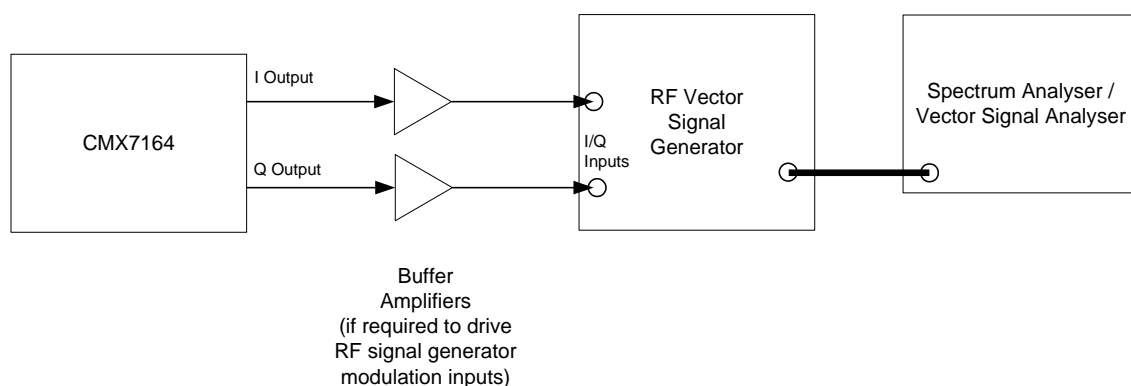 CMX7164
I Output
Q Output
Buffer
Amplifiers
(if required to drive
RF signal generator
modulation inputs)
I/Q
Inputs
RF Vector
Signal
Generator
Spectrum Analyser /
Vector Signal Analyser